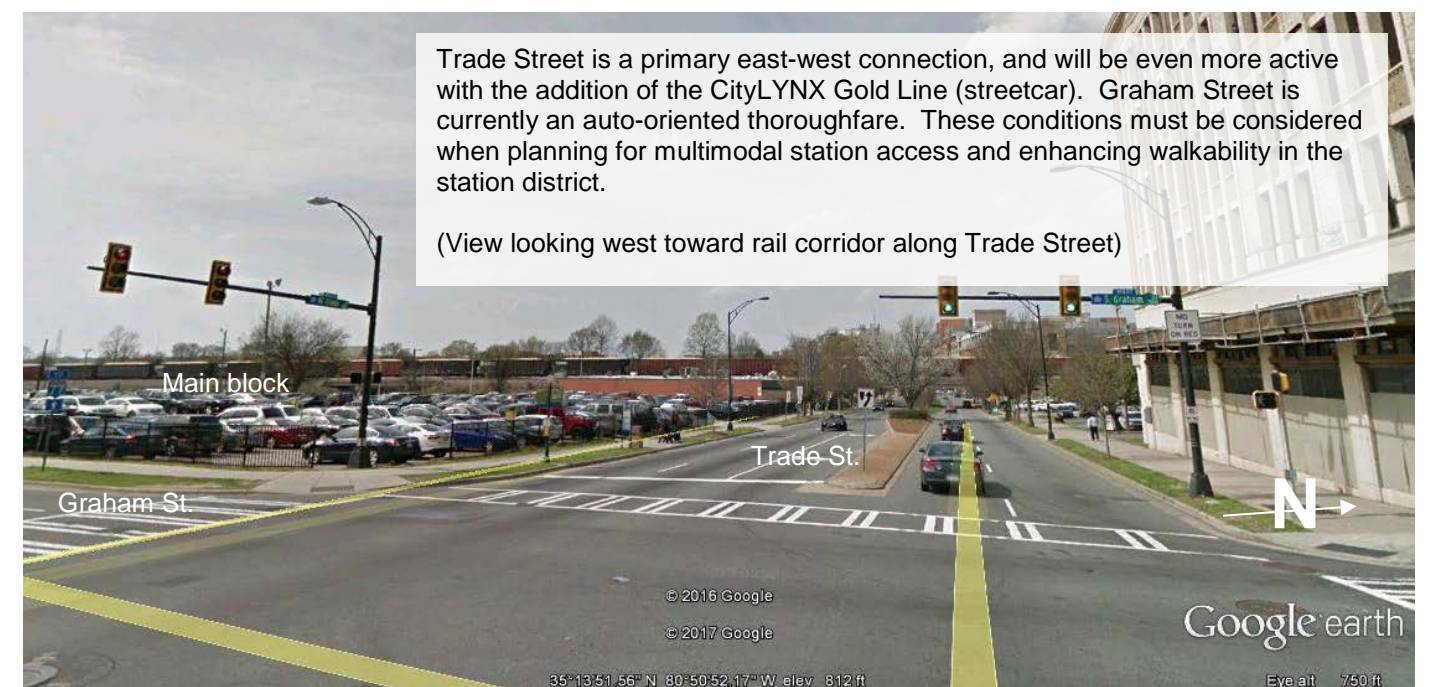 Trade Street is a primary east-west connection, and will be even more active
with the addition of the CityLYNX Gold Line (streetcar).  Graham Street is
currently an auto-oriented thoroughfare.  These conditions must be considered
when planning for multimodal station access and enhancing walkability in the
station district.
(View looking west toward rail corridor along Trade Street)
S. Graham
NO
TURN
ON RED
Main block
Trade St.
Graham St.
N
© 2016 Google
Google earth
© 2017 Google
35°13'51.56" N  80°50'52.17" W  elev  812 ft
Eye alt  750 ft